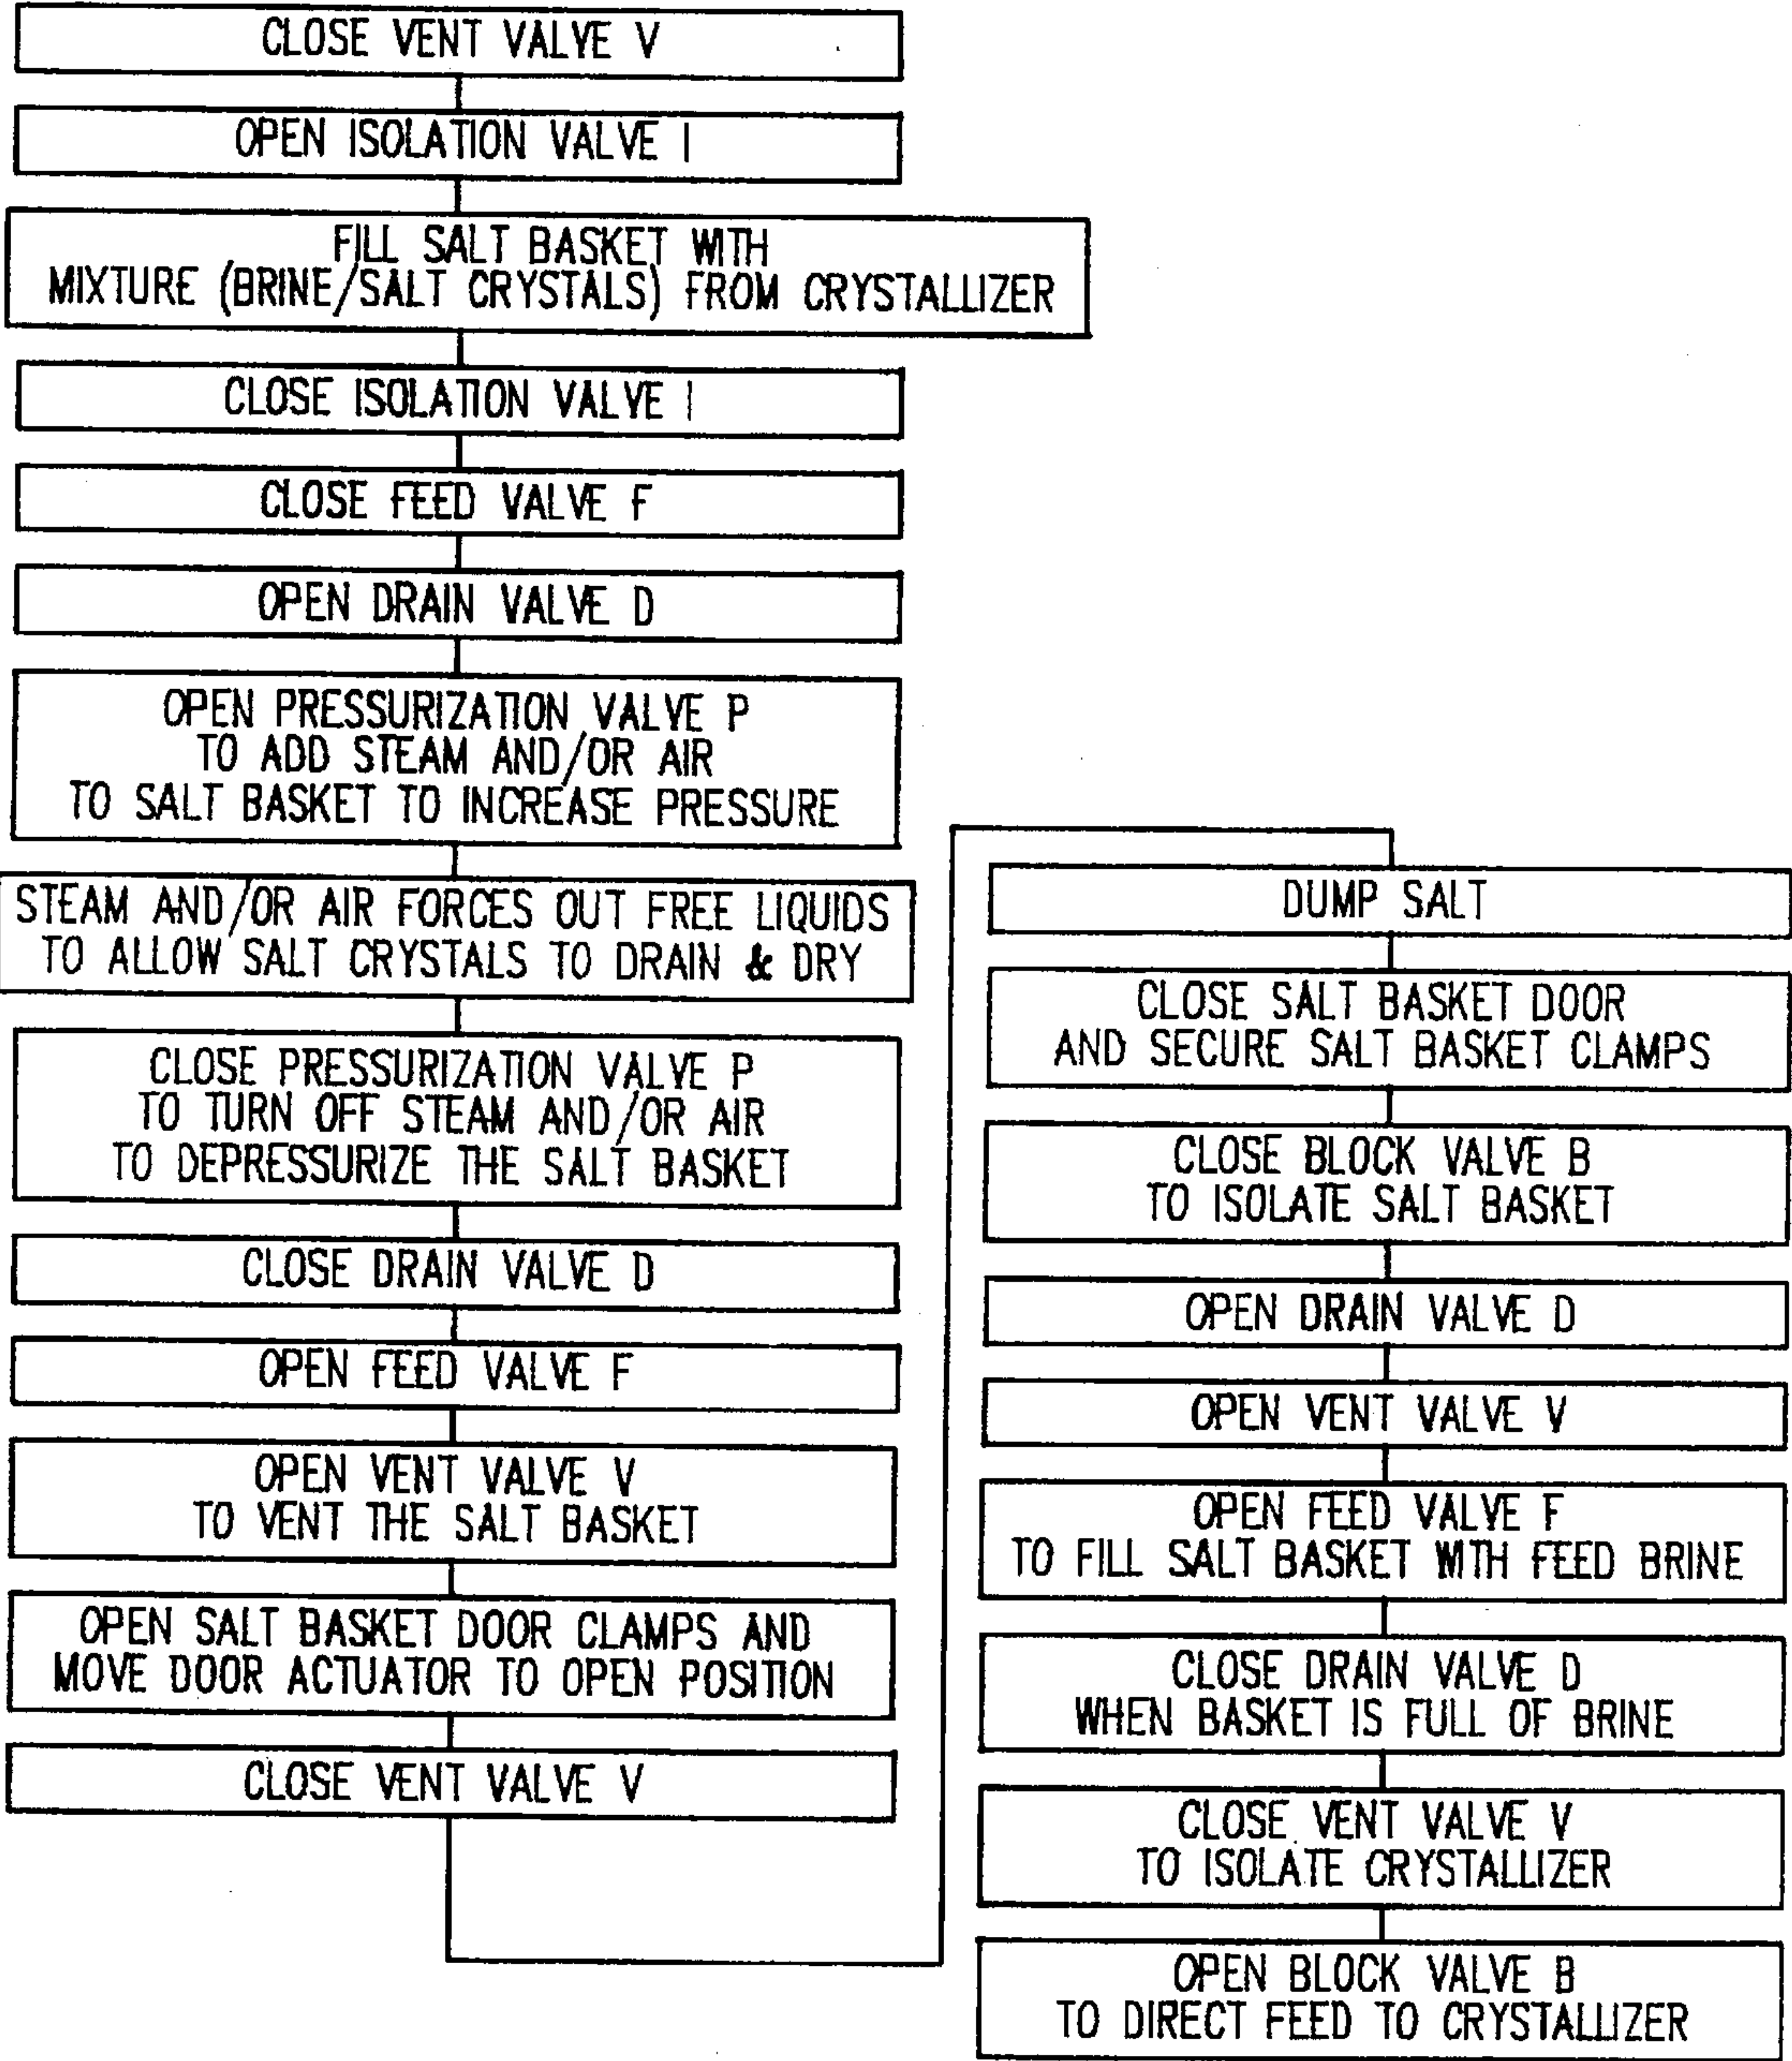 CLOSE VENT VALVE V
OPEN ISOLATION VALVE I
FILL SALT BASKET WITH
MIXTURE (BRINE/SALT CRYSTALS) FROM CRYSTALLIZER
CLOSE ISOLATION VALVE I
CLOSE FEED VALVE F
OPEN DRAIN VALVE D
OPEN PRESSURIZATION VALVE P
TO ADD STEAM AND/OR AIR
TO SALT BASKET TO INCREASE PRESSURE
STEAM AND/OR AIR FORCES OUT FREE LIQUIDS
TO ALLOW SALT CRYSTALS TO DRAIN & DRY
CLOSE PRESSURIZATION VALVE P
TO TURN OFF STEAM AND/OR AIR
TO DEPRESSURIZE THE SALT BASKET
CLOSE DRAIN VALVE D
OPEN FEED VALVE F
OPEN VENT VALVE V
TO VENT THE SALT BASKET
OPEN SALT BASKET DOOR CLAMPS AND
MOVE DOOR ACTUATOR TO OPEN POSITION
CLOSE VENT VALVE V
DUMP SALT
CLOSE SALT BASKET DOOR
AND SECURE SALT BASKET CLAMPS
CLOSE BLOCK VALVE B
TO ISOLATE SALT BASKET
OPEN DRAIN VALVE D
OPEN VENT VALVE V
OPEN FEED VALVE F
TO FILL SALT BASKET WITH FEED BRINE
CLOSE DRAIN VALVE D
WHEN BASKET IS FULL OF BRINE
CLOSE VENT VALVE V
TO ISOLATE CRYSTALLIZER
OPEN BLOCK VALVE B
TO DIRECT FEED TO CRYSTALLIZER